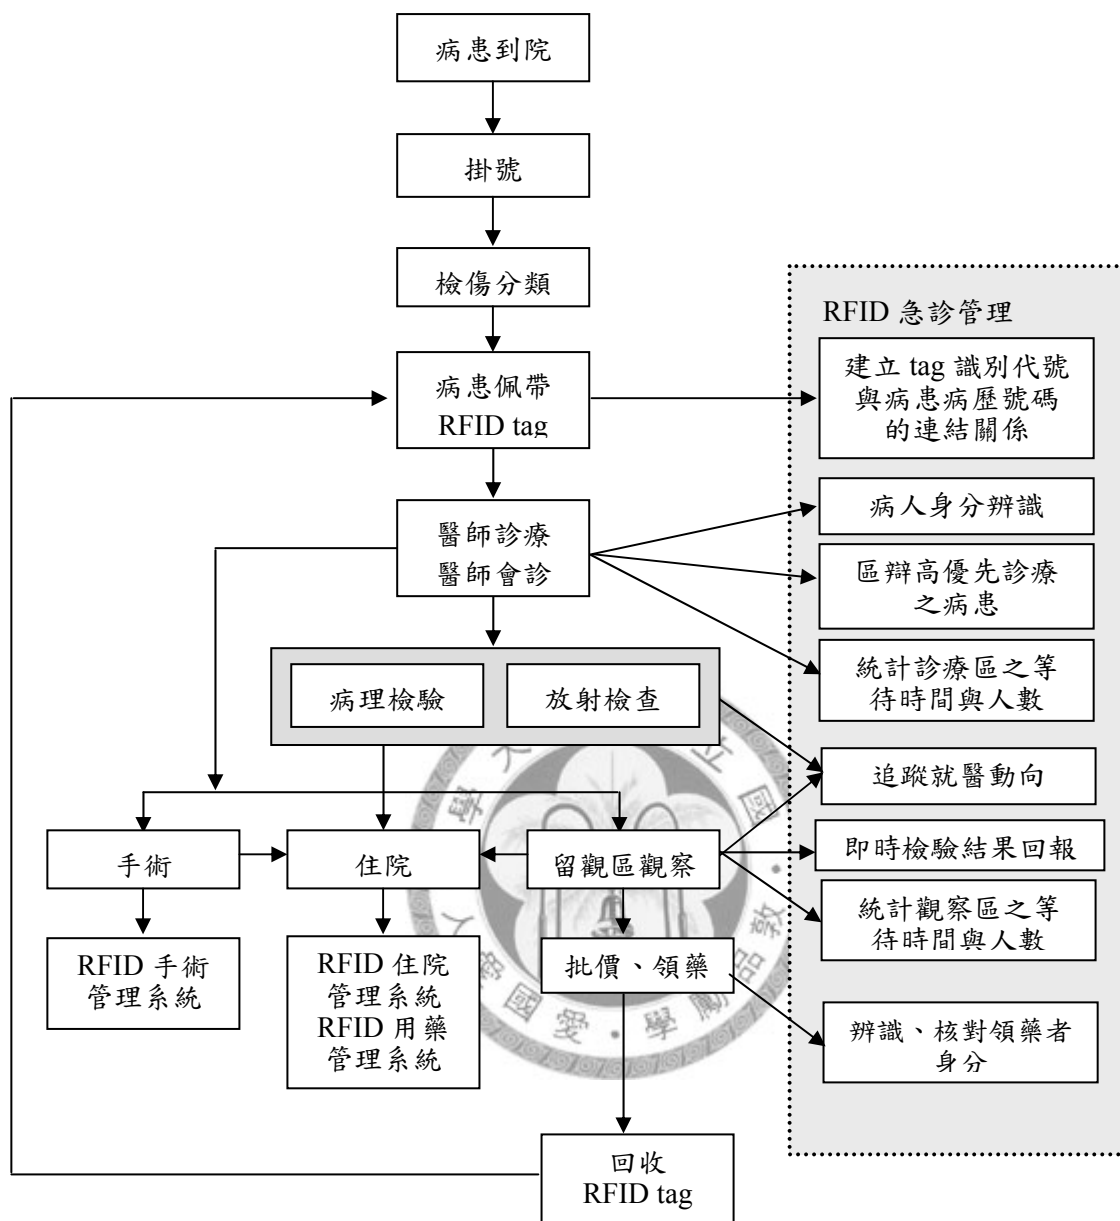 病患到院
掛號
檢傷分類
病患佩帶
RFID tag
醫師診療
醫師會診
病理檢驗
放射檢查
手術
住院
留觀區觀察
RFID 手術
管理系統
RFID 住院
管理系統
RFID 用藥
管理系統
批價、領藥
回收
RFID tag
RFID 急診管理
建立 tag 識別代號
與病患病歷號碼
的連結關係
病人身分辨識
區辯高優先診療
之病患
統計診療區之等
待時間與人數
追蹤就醫動向
即時檢驗結果回報
統計觀察區之等
待時間與人數
辨識、核對領藥者
身分